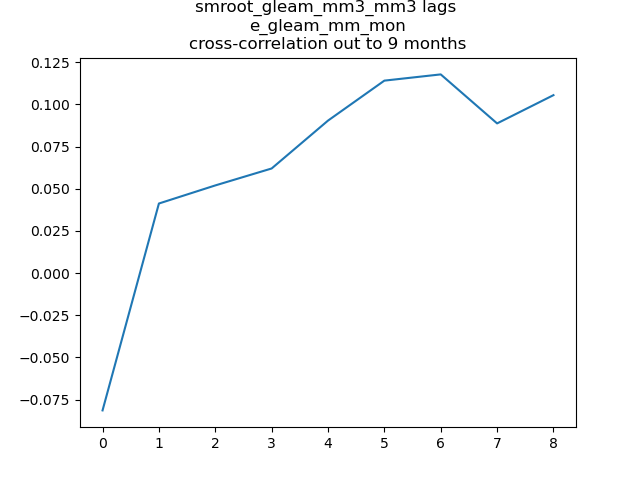 smroot_gleam_mm3_mm3 lags
e_gleam_mm_mon
cross-correlation out to 9 months
0.125
0.100
0.075
0.050
0.025
0.000
−0.025
−0.050
−0.075
0 1 2 3 4 5 6 7 8